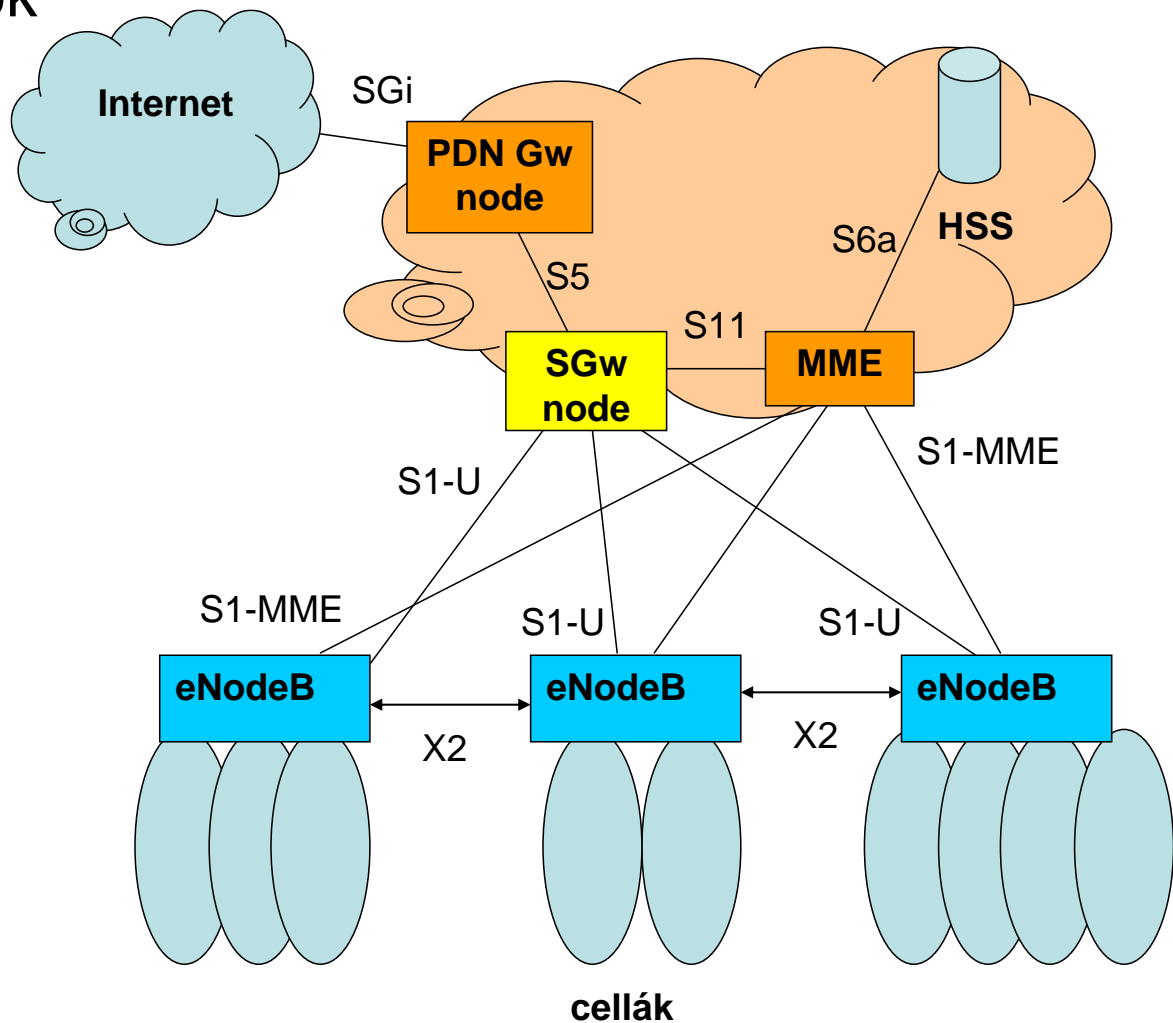 Internet
SGi
PDN Gw
node
S6a
HSS
S5
S11
SGw
node
MME
S1-U
S1-MME
S1-MME
S1-U
S1-U
eNodeB
eNodeB
eNodeB
X2
X2
cellák